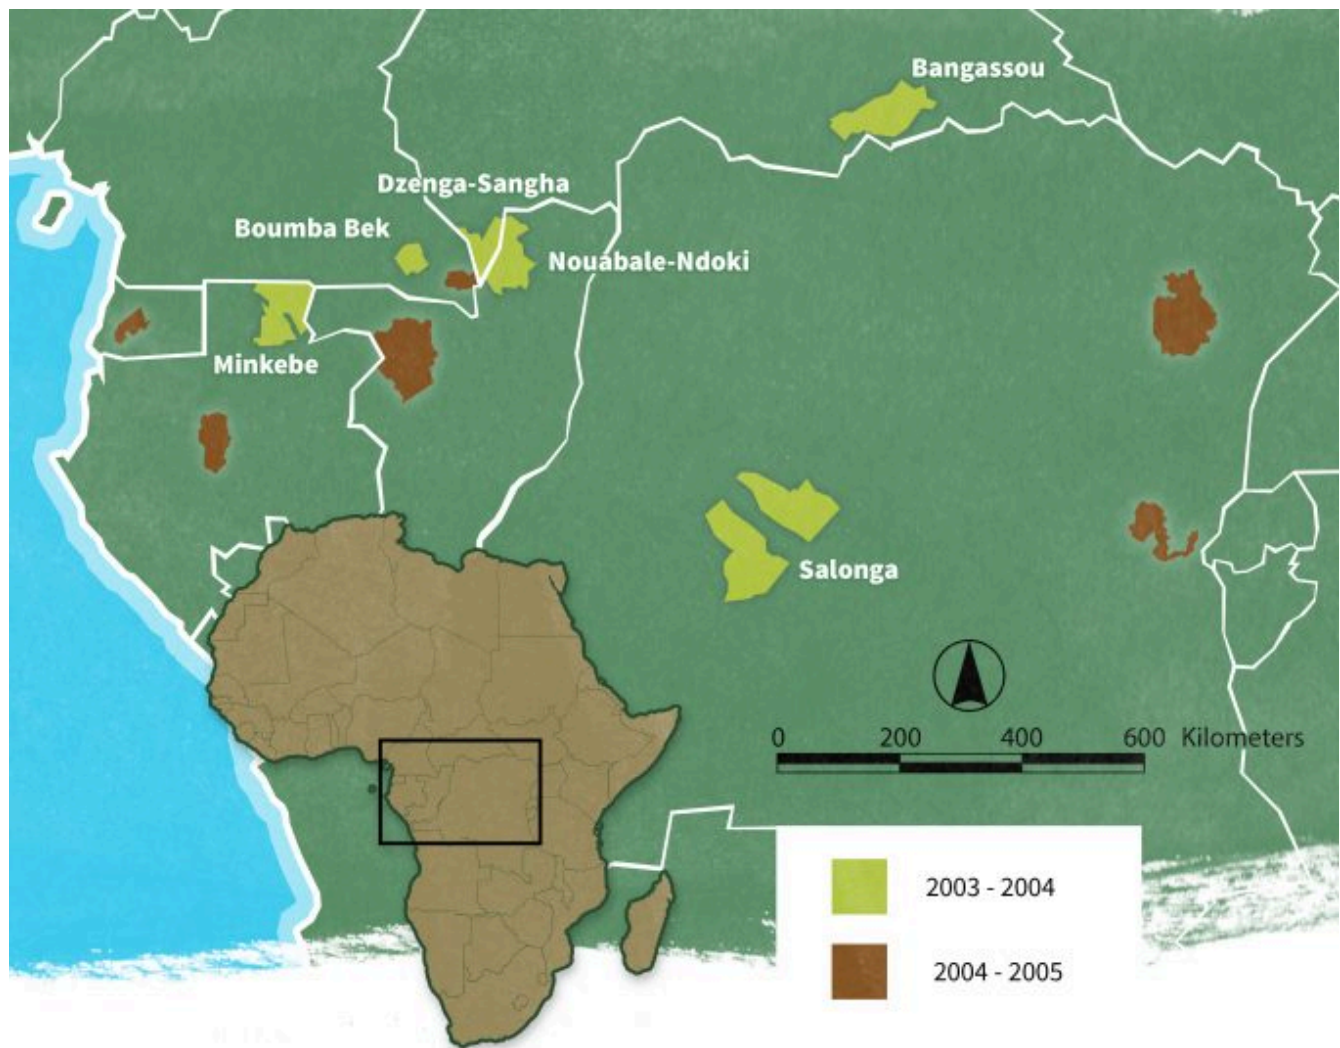 Bangassou
Dzenga-Sangha
Boumba Bek
Nouabale-Ndoki
Minkebe
Salonga
0 200 400 600 Kilometers
2003 - 2004
2004 - 2005